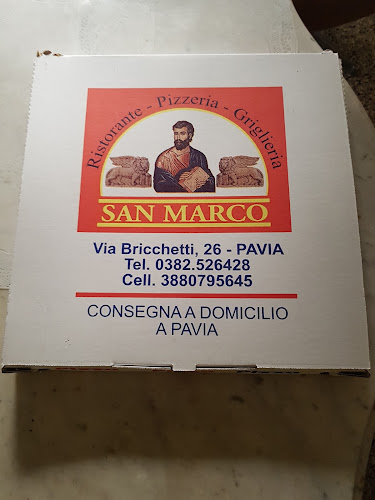 Ristorante - Pizzeria - Griglieria
SAN MARCO
Via Bricchetti, 26 - PAVIA
Tel. 0382.526428
Cell. 3880795645
CONSEGNA A DOMICILIO
A PAVIA